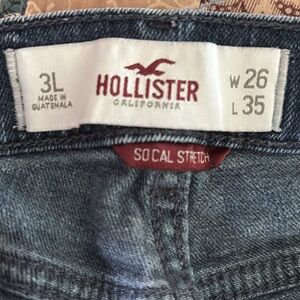 3L
MADE IN
GUATEMALA
HOLLISTER
CALIFORNIA
W 26
L 35
SO CAL STRETCH